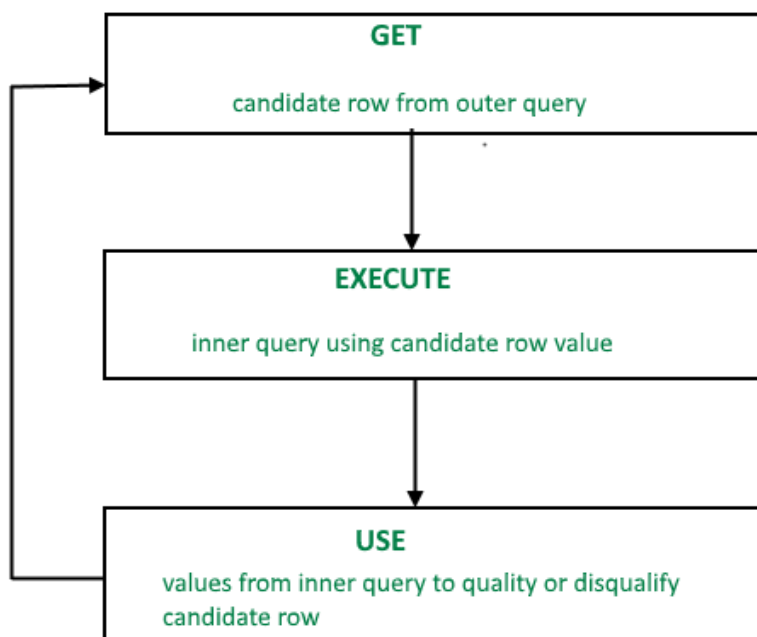 GET
candidate row from outer query
EXECUTE
inner query using candidate row value
USE
values from inner query to quality or disqualify
candidate row